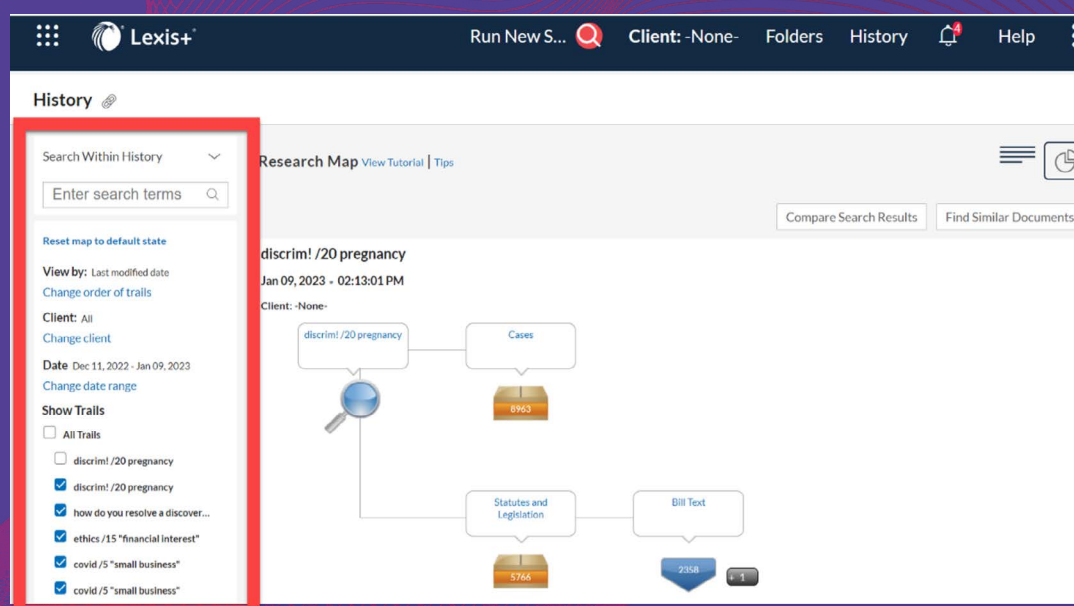 Lexis+
Run New S...
Client: -None-
Folders
History
4
Help
History
Search Within History
Enter search terms
Reset map to default state
View by: Last modified date
Change order of trails
Client: All
Change client
Date Dec 11, 2022 - Jan 09, 2023
Change date range
Show Trails
All Trails
discrim! /20 pregnancy
discrim! /20 pregnancy
how do you resolve a discover...
ethics /15 "financial interest"
covid /5 "small business"
covid /5 "small business"
Research Map View Tutorial | Tips
Compare Search Results
Find Similar Documents
discrim! /20 pregnancy
Jan 09, 2023 • 02:13:01 PM
Client: -None-
discrim! /20 pregnancy
Cases
8963
Statutes and
Legislation
Bill Text
5766
2358
+ 1